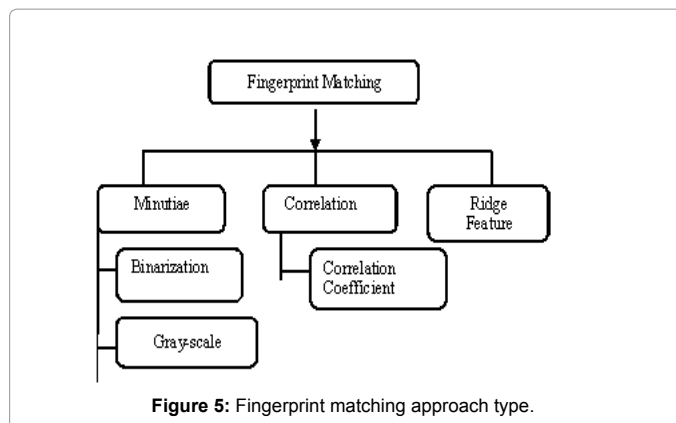 Fingerprint Matching
Minutiae
Correlation
Ridge
Feature
Binarization
Correlation
Coefficient
Gray-scale
Figure 5: Fingerprint matching approach type.